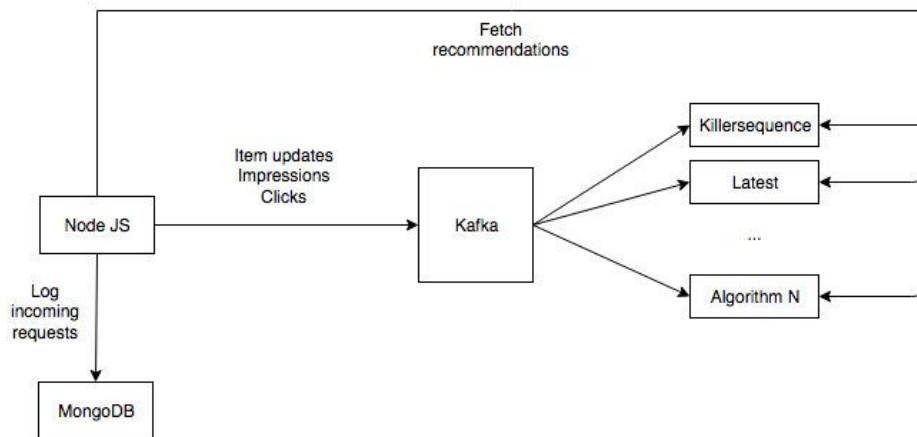 Fetch
recommendations
Killersequence
Item updates
Impressions
Clicks
Latest
Node JS
Kafka
...
Log
incoming
requests
Algorithm N
MongoDB